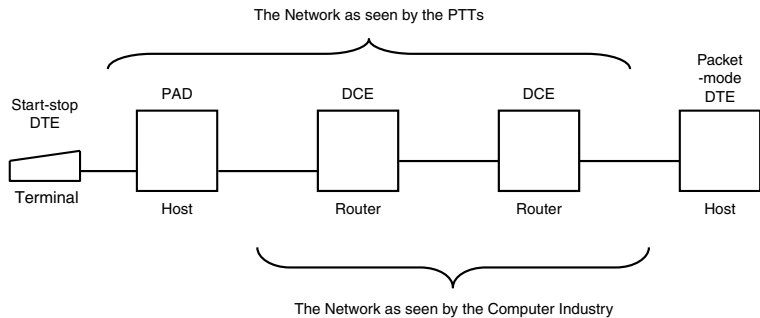 The Network as seen by the PTTs
Start-stop
DTE
PAD
DCE
DCE
Packet
-mode
DTE
Terminal
Host
Router
Router
Host
The Network as seen by the Computer Industry